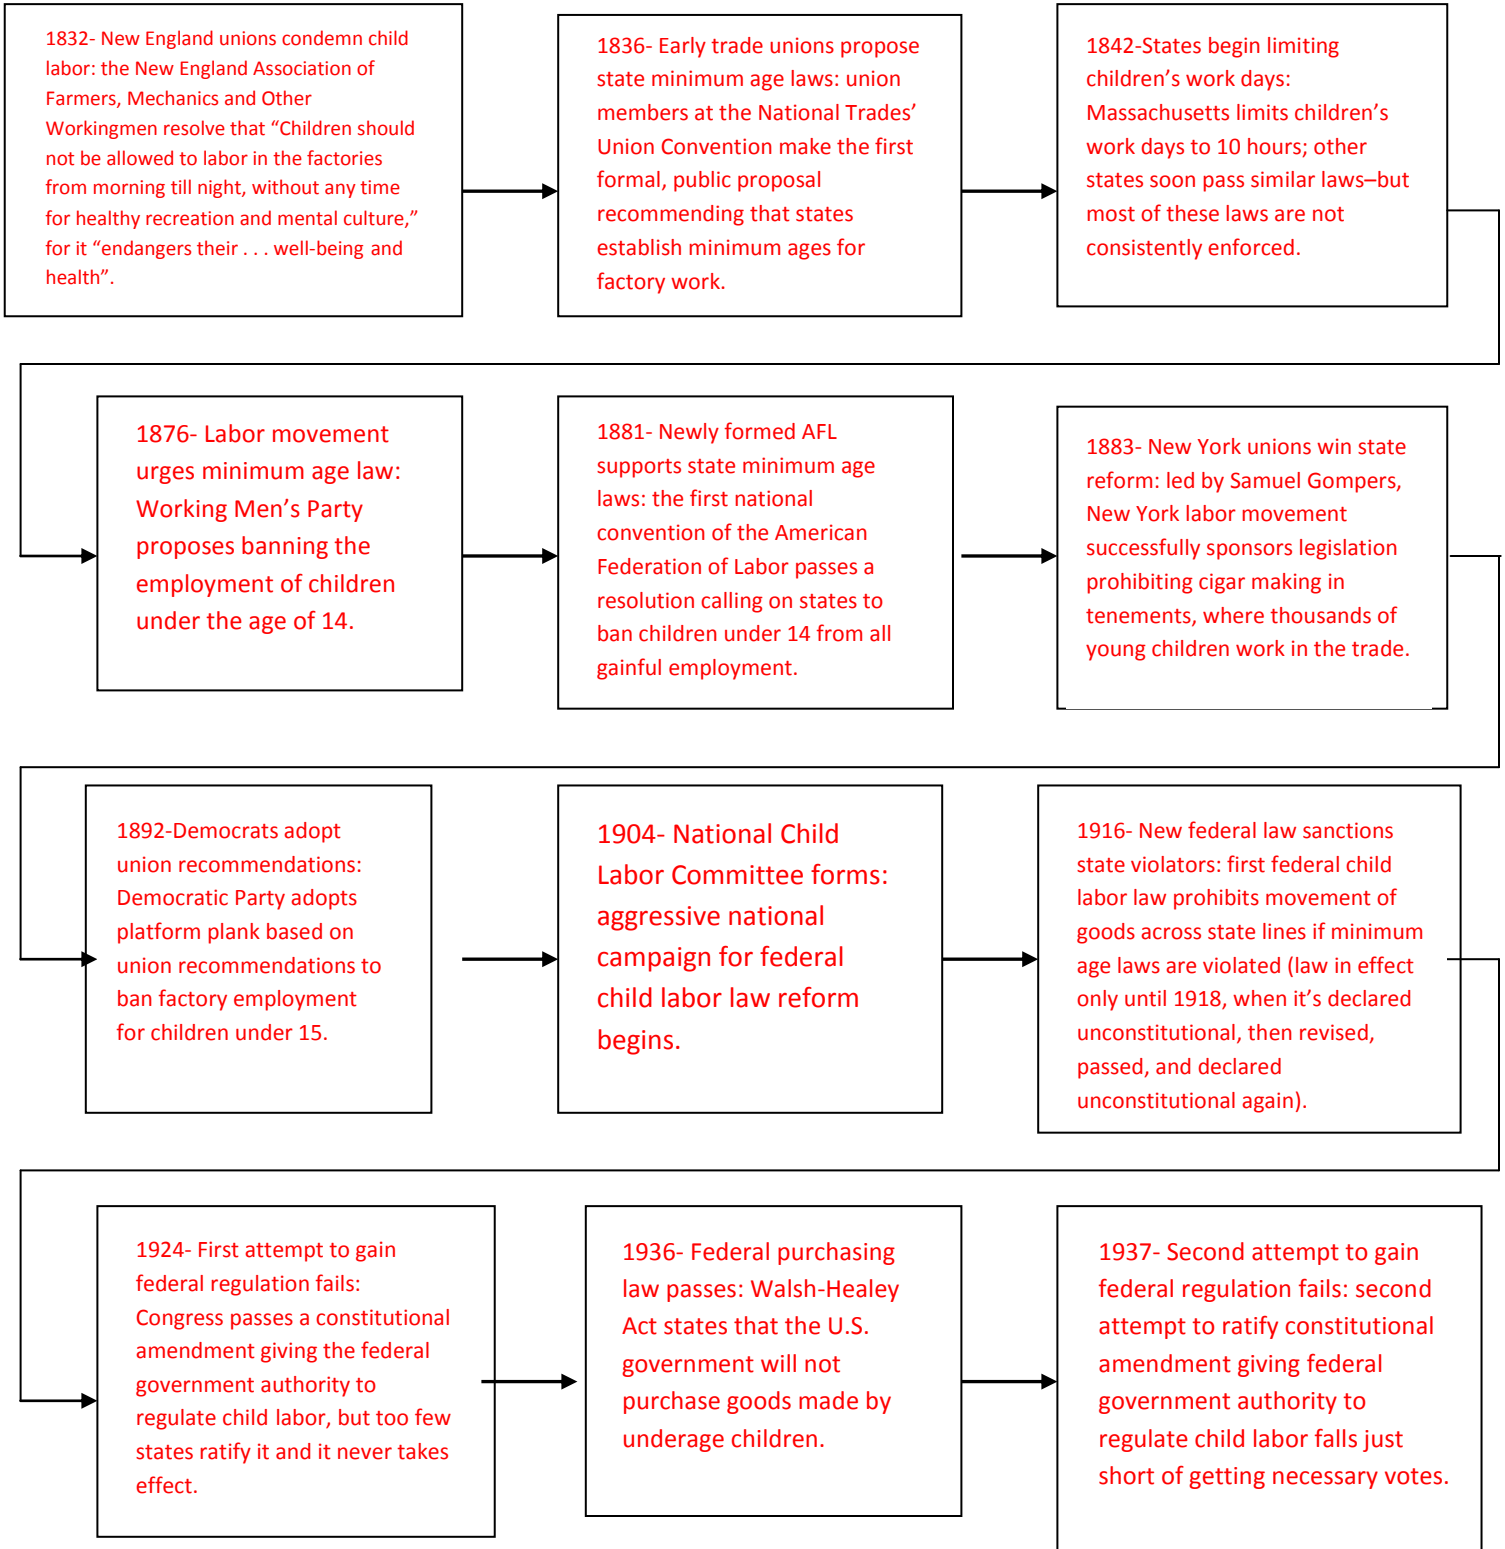 1832- New England unions condemn child
labor: the New England Association of
Farmers, Mechanics and Other
Workingmen resolve that “Children should
not be allowed to labor in the factories
from morning till night, without any time
for healthy recreation and mental culture,”
for it “endangers their . . . well-being and
health”.
1836- Early trade unions propose
state minimum age laws: union
members at the National Trades’
Union Convention make the first
formal, public proposal
recommending that states
establish minimum ages for
factory work.
1842-States begin limiting
children’s work days:
Massachusetts limits children’s
work days to 10 hours; other
states soon pass similar laws–but
most of these laws are not
consistently enforced.
1876- Labor movement
urges minimum age law:
Working Men’s Party
proposes banning the
employment of children
under the age of 14.
1881- Newly formed AFL
supports state minimum age
laws: the first national
convention of the American
Federation of Labor passes a
resolution calling on states to
ban children under 14 from all
gainful employment.
1883- New York unions win state
reform: led by Samuel Gompers,
New York labor movement
successfully sponsors legislation
prohibiting cigar making in
tenements, where thousands of
young children work in the trade.
1892-Democrats adopt
union recommendations:
Democratic Party adopts
platform plank based on
union recommendations to
ban factory employment
for children under 15.
1904- National Child
Labor Committee forms:
aggressive national
campaign for federal
child labor law reform
begins.
1916- New federal law sanctions
state violators: first federal child
labor law prohibits movement of
goods across state lines if minimum
age laws are violated (law in effect
only until 1918, when it’s declared
unconstitutional, then revised,
passed, and declared
unconstitutional again).
1924- First attempt to gain
federal regulation fails:
Congress passes a constitutional
amendment giving the federal
government authority to
regulate child labor, but too few
states ratify it and it never takes
effect.
1936- Federal purchasing
law passes: Walsh-Healey
Act states that the U.S.
government will not
purchase goods made by
underage children.
1937- Second attempt to gain
federal regulation fails: second
attempt to ratify constitutional
amendment giving federal
government authority to
regulate child labor falls just
short of getting necessary votes.